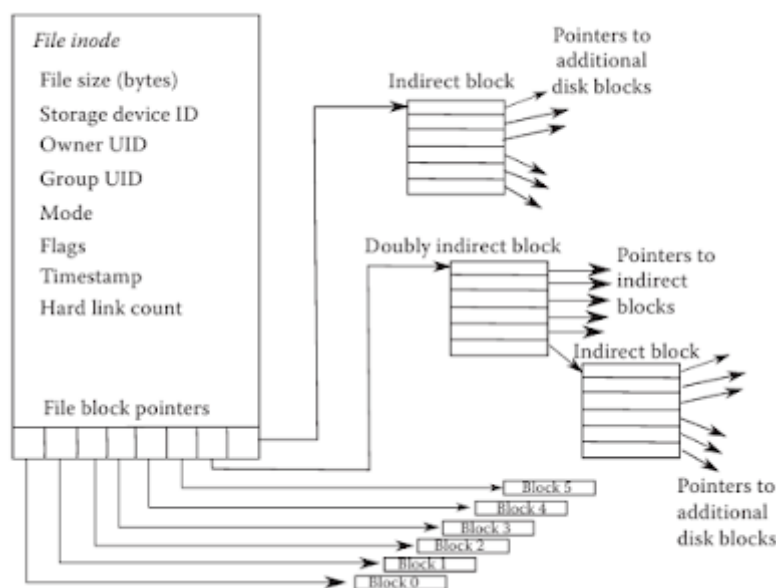 File inode
File size (bytes)
Storage device ID
Owner UID
Group UID
Mode
Flags
Timestamp
Hard link count
File block pointers
Indirect block
Pointers to
additional
disk blocks
Doubly indirect block
Pointers to
indirect
blocks
Indirect block
Pointers to
additional
disk blocks
Block 5
Block 4
Block 3
Block 2
Block 1
Block 0